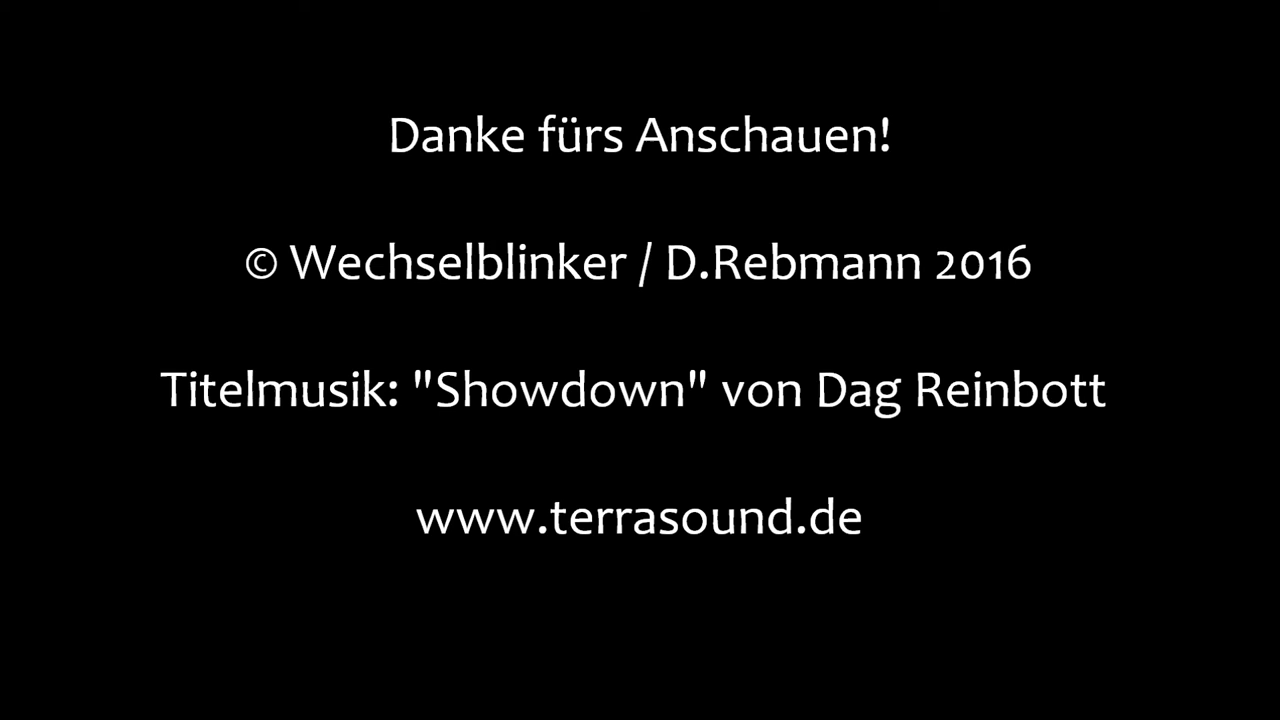 Danke fürs Anschauen!
© Wechselblinker / D.Rebmann 2016
Titelmusik: "Showdown" von Dag Reinbott
www.terrasound.de